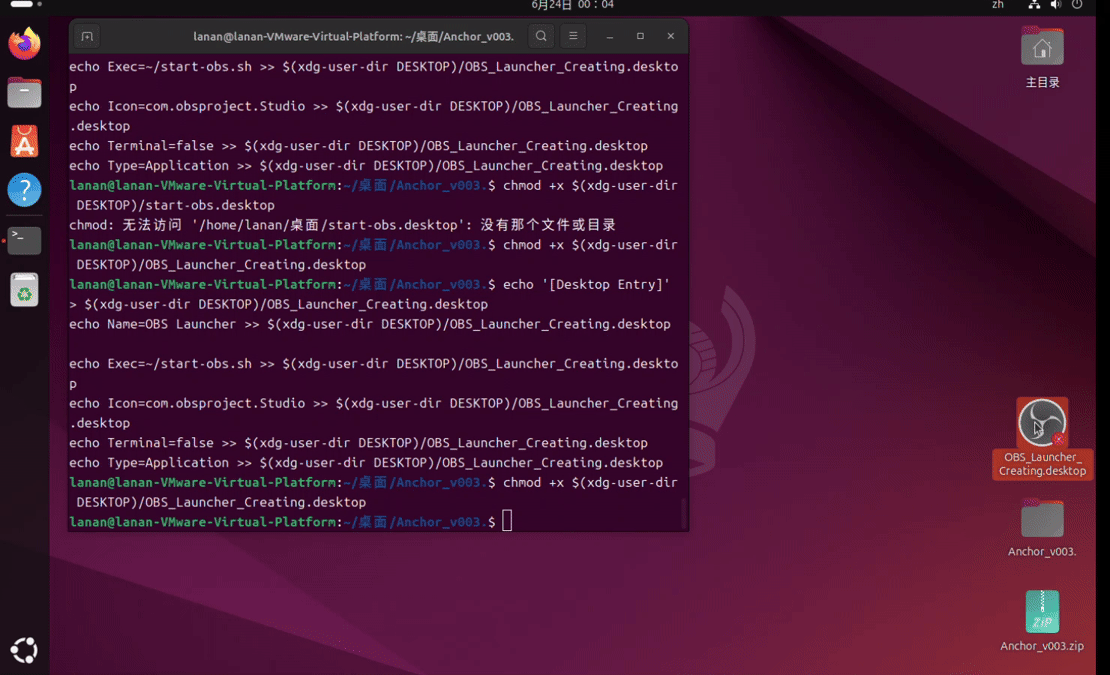 6月24日 00：04
zh
lanan@lanan-VMware-Virtual-Platform: ~/桌面/Anchor_v003.
echo Exec=~/start-obs.sh >> $(xdg-user-dir DESKTOP)/OBS_Launcher_Creating.deskto
p
echo Icon=com.obsproject.Studio >> $(xdg-user-dir DESKTOP)/OBS_Launcher_Creating
.desktop
echo Terminal=false >> $(xdg-user-dir DESKTOP)/OBS_Launcher_Creating.desktop
echo Type=Application >> $(xdg-user-dir DESKTOP)/OBS_Launcher_Creating.desktop
lanan@lanan-VMware-Virtual-Platform:~/桌面/Anchor_v003.$ chmod +x $(xdg-user-dir
DESKTOP)/start-obs.desktop
chmod: 无法访问 '/home/lanan/桌面/start-obs.desktop': 没有那个文件或目录
lanan@lanan-VMware-Virtual-Platform:~/桌面/Anchor_v003.$ chmod +x $(xdg-user-dir
DESKTOP)/OBS_Launcher_Creating.desktop
lanan@lanan-VMware-Virtual-Platform:~/桌面/Anchor_v003.$ echo '[Desktop Entry]'
> $(xdg-user-dir DESKTOP)/OBS_Launcher_Creating.desktop
echo Name=OBS Launcher >> $(xdg-user-dir DESKTOP)/OBS_Launcher_Creating.desktop
echo Exec=~/start-obs.sh >> $(xdg-user-dir DESKTOP)/OBS_Launcher_Creating.deskto
p
echo Icon=com.obsproject.Studio >> $(xdg-user-dir DESKTOP)/OBS_Launcher_Creating
.desktop
echo Terminal=false >> $(xdg-user-dir DESKTOP)/OBS_Launcher_Creating.desktop
echo Type=Application >> $(xdg-user-dir DESKTOP)/OBS_Launcher_Creating.desktop
lanan@lanan-VMware-Virtual-Platform:~/桌面/Anchor_v003.$ chmod +x $(xdg-user-dir
DESKTOP)/OBS_Launcher_Creating.desktop
lanan@lanan-VMware-Virtual-Platform:~/桌面/Anchor_v003.$
主目录
OBS_Launcher_
Creating.desktop
Anchor_v003.
ZIP
Anchor_v003.zip